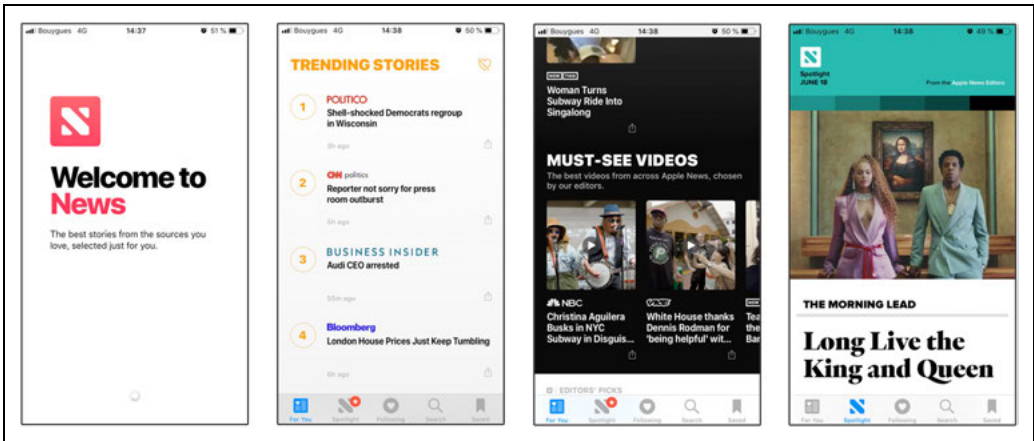 Bouygues 4G 14:37 51 %
Welcome to
News
The best stories from the sources you
love, selected just for you.
Bouygues 4G 14:38 50 %
TRENDING STORIES
1
POLITICO
Shell-shocked Democrats regroup
in Wisconsin
3h ago
2
CNN politics
Reporter not sorry for press
room outburst
5h ago
3
BUSINESS INSIDER
Audi CEO arrested
55m ago
4
Bloomberg
London House Prices Just Keep Tumbling
6h ago
For You Spotlight Following Search Saved
Bouygues 4G 14:38 50 %
Woman Turns
Subway Ride Into
Singalong
MUST-SEE VIDEOS
The best videos from across Apple News, chosen
by our editors.
NBC
Christina Aguilera
Busks in NYC
Subway in Disguis...
VICE
White House thanks
Dennis Rodman for
'being helpful' wit...
Tea
the
Bar
EDITORS' PICKS
For You Spotlight Following Search Saved
Bouygues 4G 14:38 49 %
Spotlight
JUNE 18
From the Apple News Editors
THE MORNING LEAD
Long Live the
King and Queen
For You Spotlight Following Search Saved